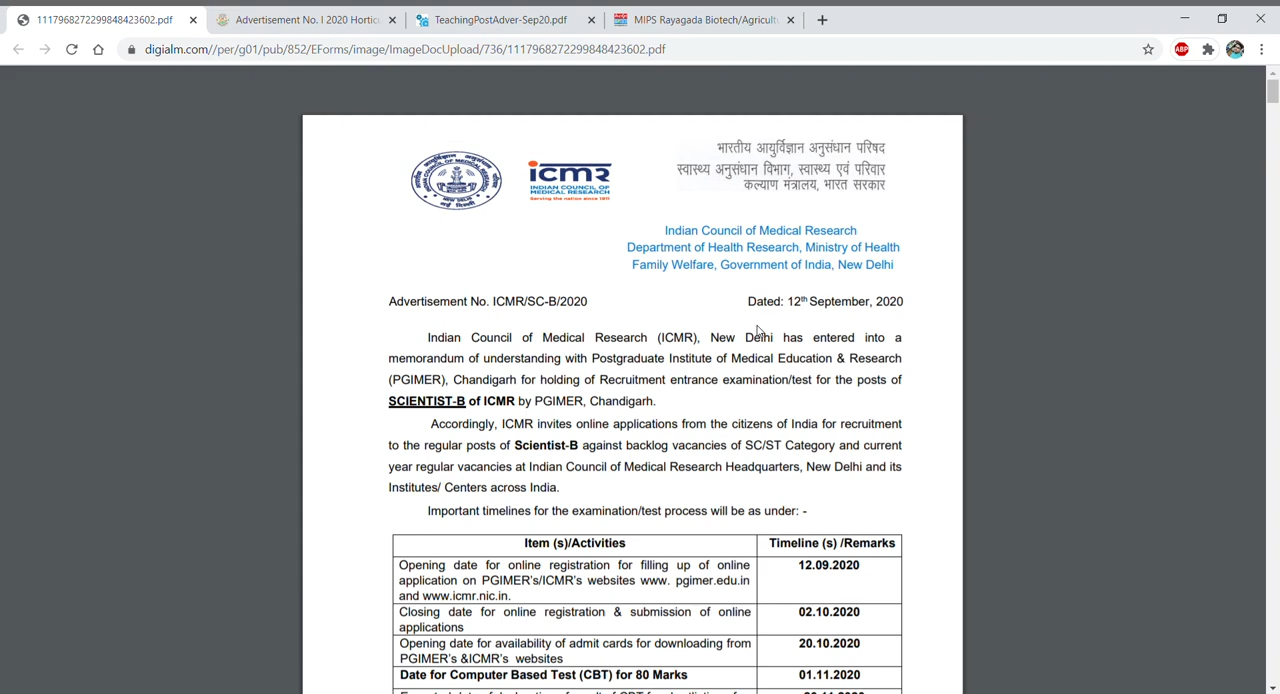 1117968272299848423602.pdf
Advertisement No. I 2020 Horticu
TeachingPostAdver-Sep20.pdf
MIPS Rayagada Biotech/Agricultu
digialm.com//per/g01/pub/852/EForms/image/ImageDocUpload/736/1117968272299848423602.pdf
ABP
भारतीय आयुर्विज्ञान अनुसंधान परिषद
स्वास्थ्य अनुसंधान विभाग, स्वास्थ्य एवं परिवार
कल्याण मंत्रालय, भारत सरकार
icmr
INDIAN COUNCIL OF
MEDICAL RESEARCH
Serving the nation since 1911
Indian Council of Medical Research
Department of Health Research, Ministry of Health
Family Welfare, Government of India, New Delhi
Advertisement No. ICMR/SC-B/2020 Dated: 12th September, 2020
Indian Council of Medical Research (ICMR), New Delhi has entered into a
memorandum of understanding with Postgraduate Institute of Medical Education & Research
(PGIMER), Chandigarh for holding of Recruitment entrance examination/test for the posts of
SCIENTIST-B of ICMR by PGIMER, Chandigarh.
Accordingly, ICMR invites online applications from the citizens of India for recruitment
to the regular posts of Scientist-B against backlog vacancies of SC/ST Category and current
year regular vacancies at Indian Council of Medical Research Headquarters, New Delhi and its
Institutes/ Centers across India.
Important timelines for the examination/test process will be as under: -
Item (s)/Activities Timeline (s) /Remarks
Opening date for online registration for filling up of online 12.09.2020
application on PGIMER's/ICMR's websites www. pgimer.edu.in
and www.icmr.nic.in.
Closing date for online registration & submission of online 02.10.2020
applications
Opening date for availability of admit cards for downloading from 20.10.2020
PGIMER's &ICMR's websites
Date for Computer Based Test (CBT) for 80 Marks 01.11.2020